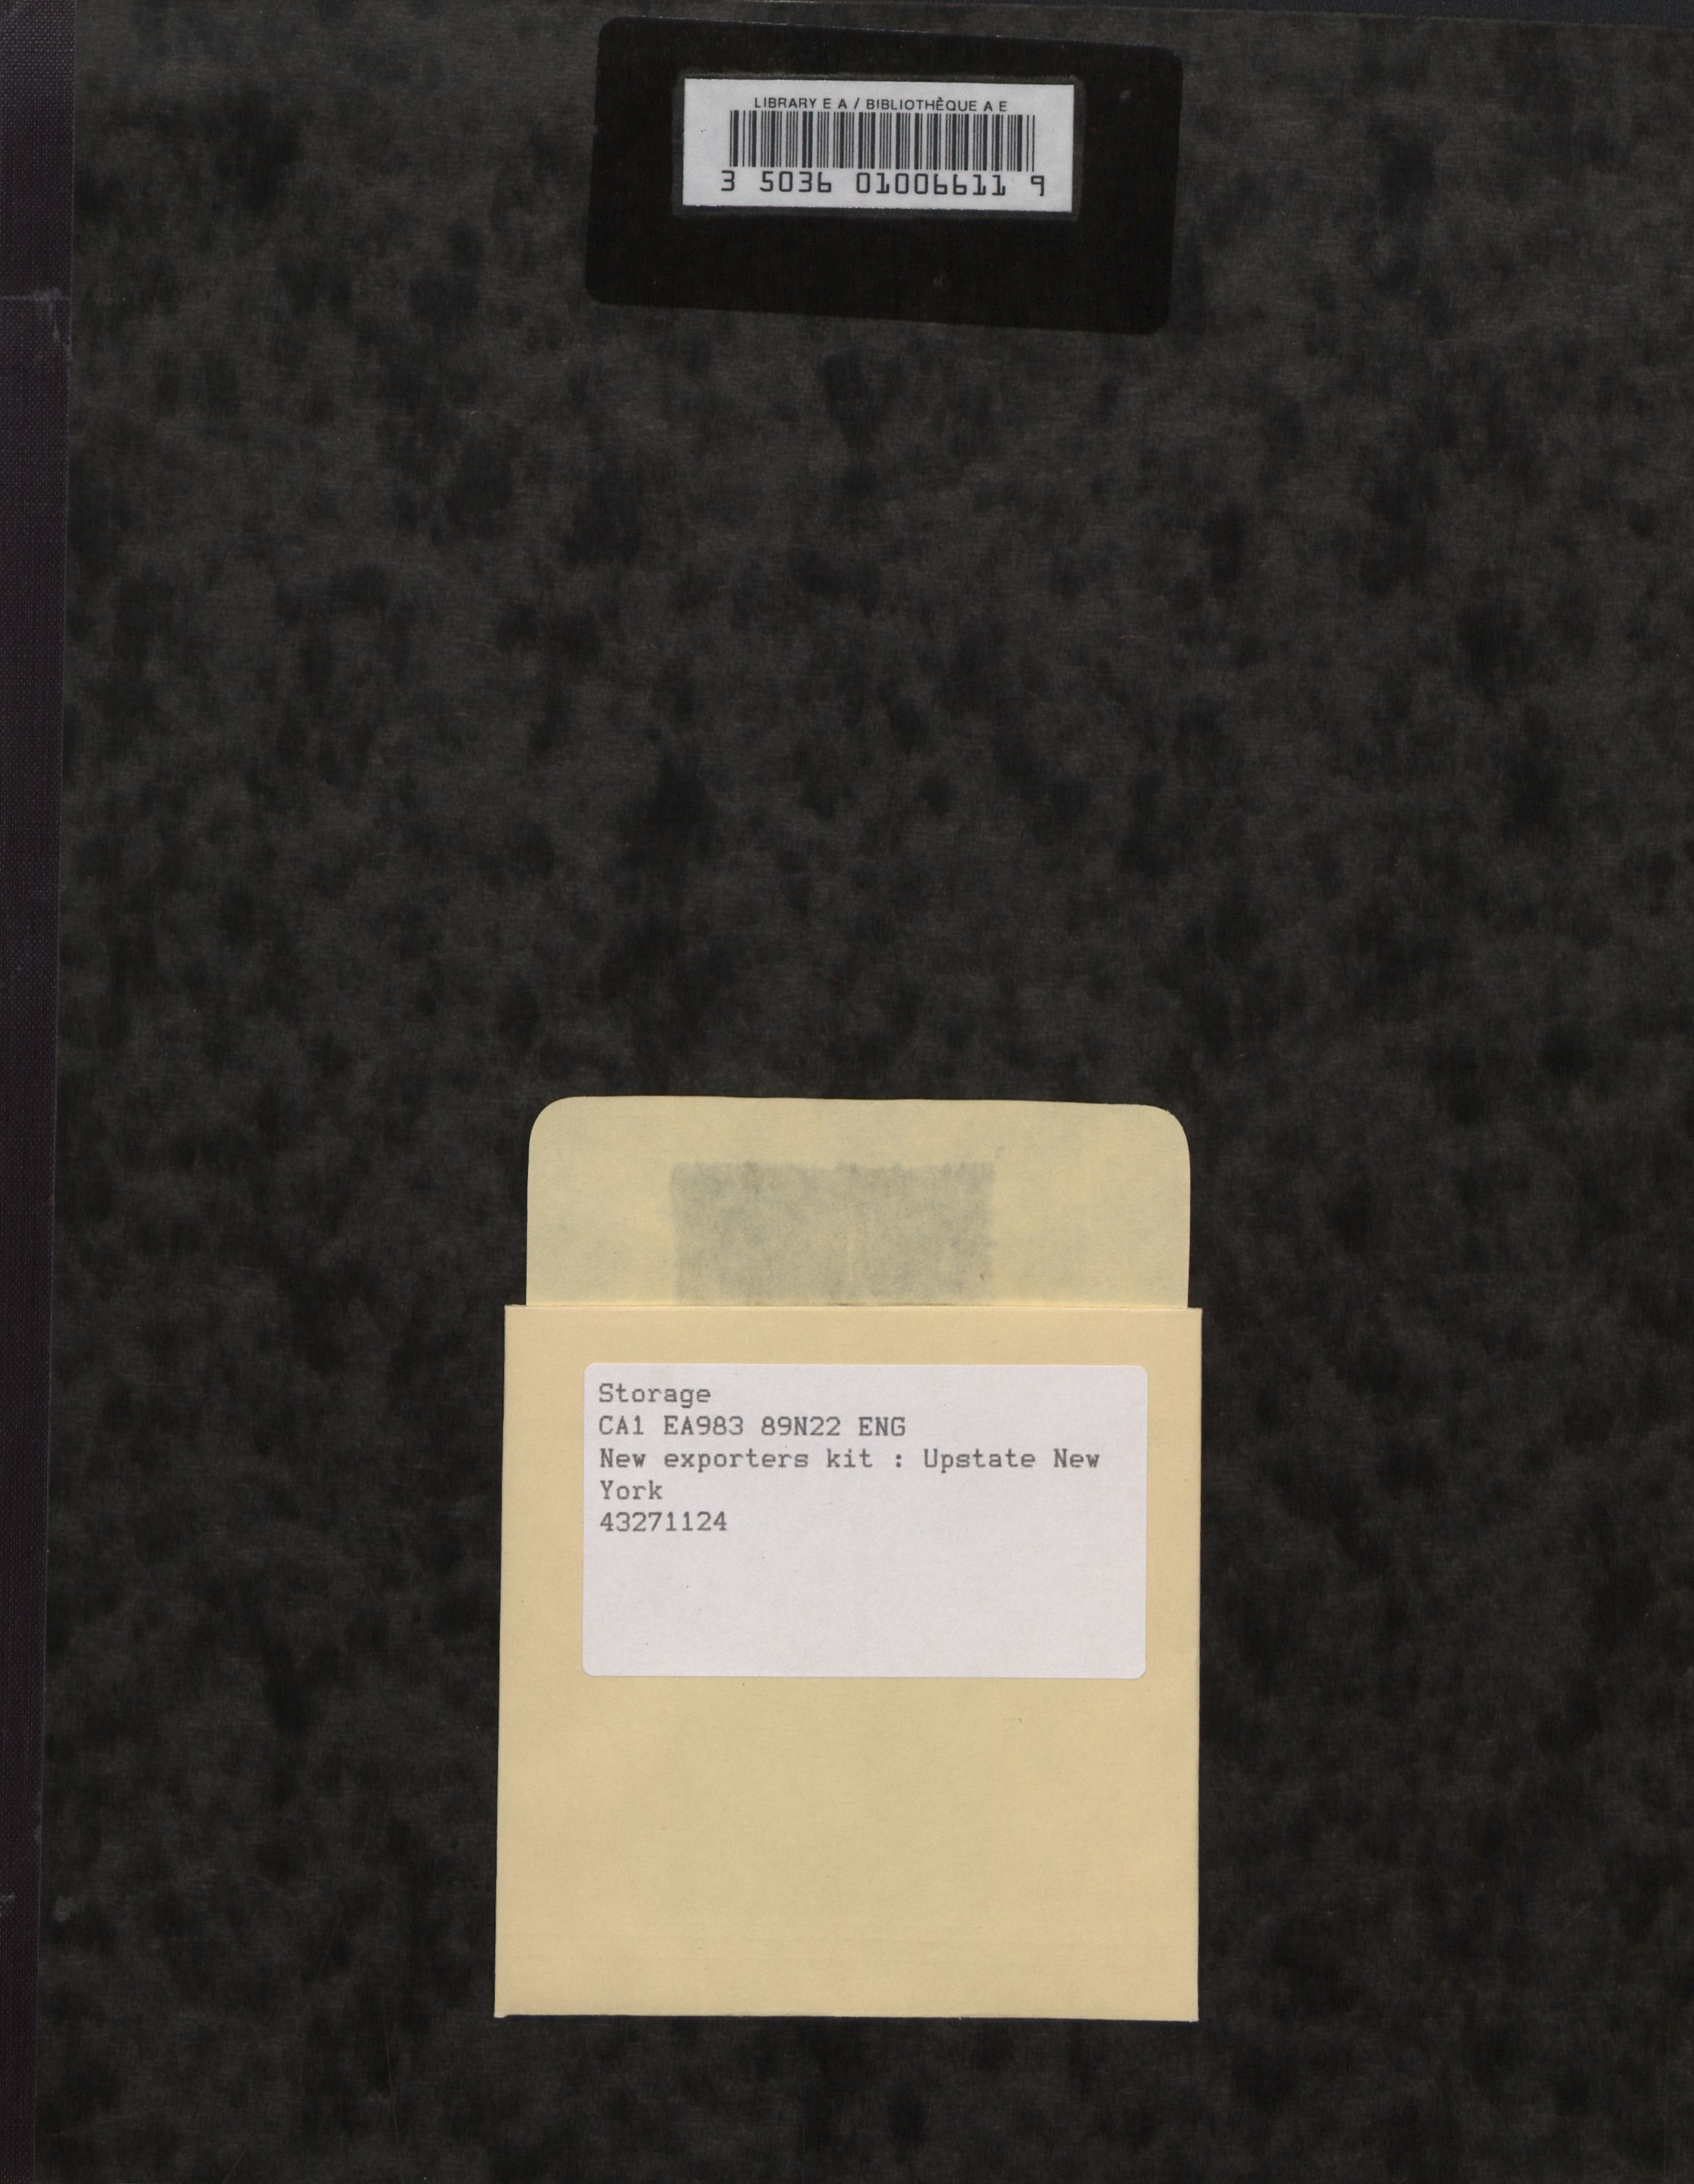 LIBRARY E A / BIBLIOTHÈQUE A E
3 5036 01006611 9
Storage
CA1 EA983 89N22 ENG
New exporters kit : Upstate New
York
43271124